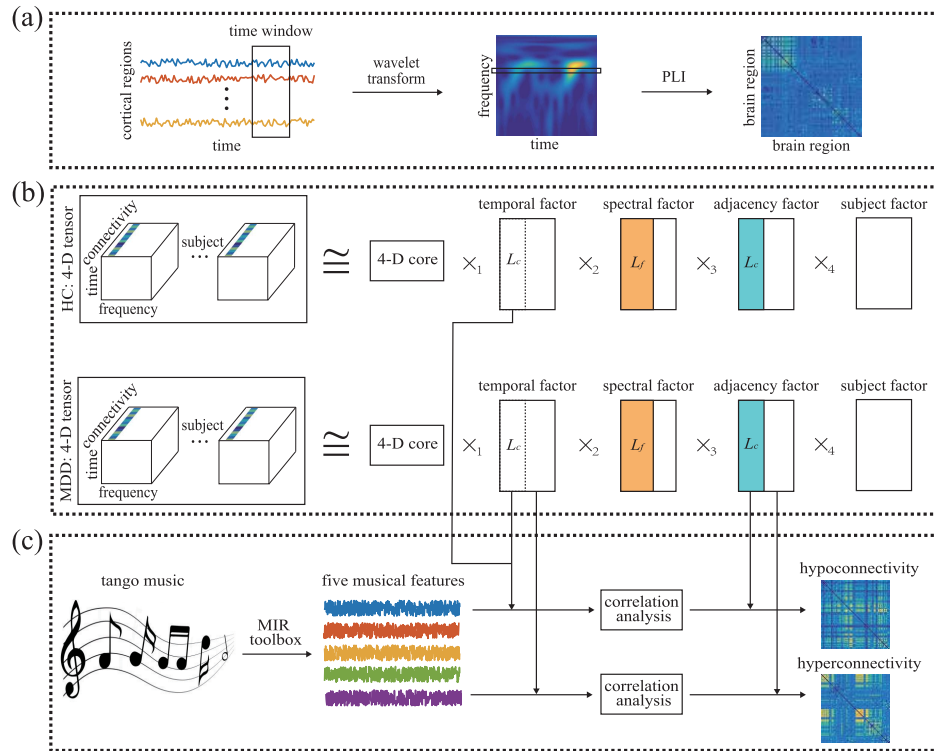 (a)
cortical regions
time window
time
wavelet
transform
frequency
time
PLI
brain region
brain region
(b)
HC: 4-D tensor
time
connectivity
subject
...
frequency
≅
4-D core
×1
temporal factor
Lc
×2
spectral factor
Lf
×3
adjacency factor
Lc
×4
subject factor
MDD: 4-D tensor
time
connectivity
subject
...
frequency
≅
4-D core
×1
temporal factor
Lc
×2
spectral factor
Lf
×3
adjacency factor
Lc
×4
subject factor
(c)
tango music
MIR
toolbox
five musical features
correlation
analysis
hypoconnectivity
correlation
analysis
hyperconnectivity